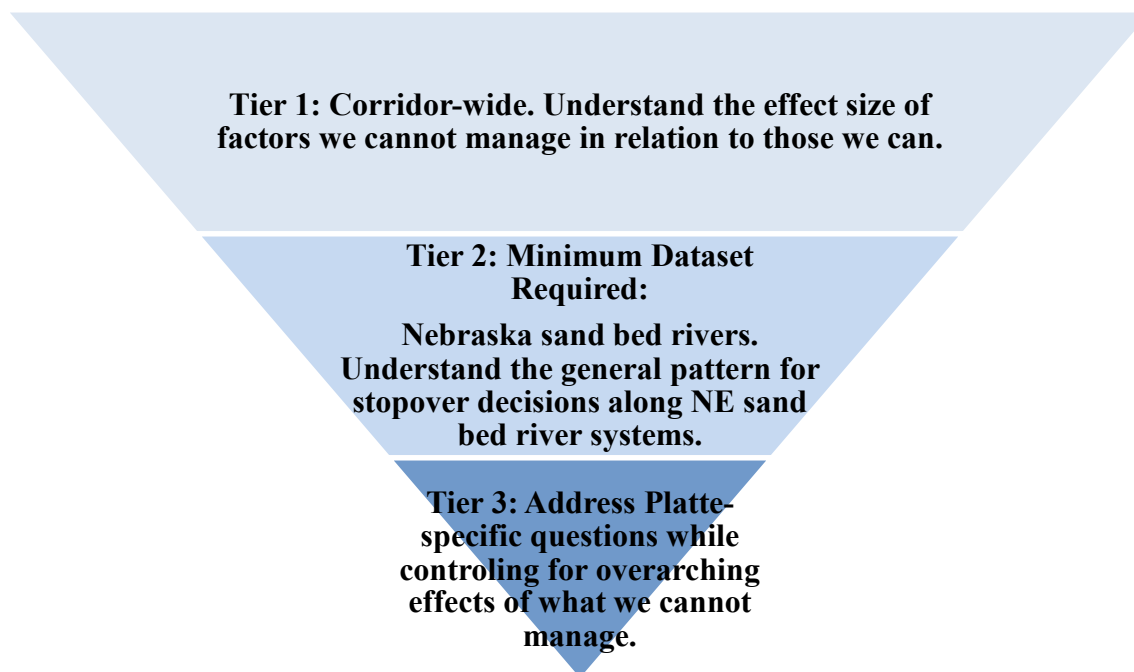 Tier 1: Corridor-wide. Understand the effect size of
factors we cannot manage in relation to those we can.
Tier 2: Minimum Dataset
Required:
Nebraska sand bed rivers.
Understand the general pattern for
stopover decisions along NE sand
bed river systems.
Tier 3: Address Platte-
specific questions while
controling for overarching
effects of what we cannot
manage.